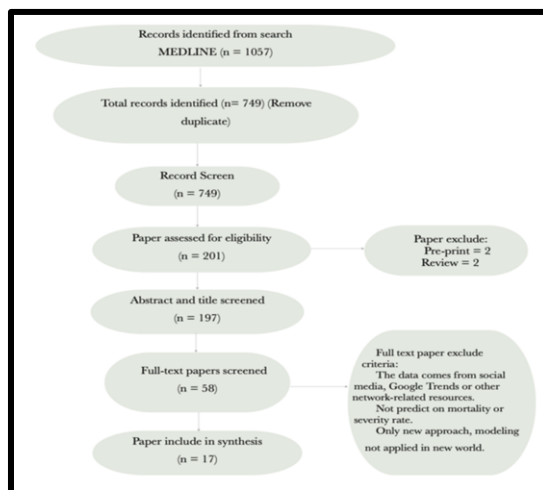 Records identified from search
MEDLINE (n = 1057)
Total records identified (n= 749) (Remove
duplicate)
Record Screen
(n = 749)
Paper assessed for eligibility
(n = 201)
Paper exclude:
Pre-print = 2
Review = 2
Abstract and title screened
(n = 197)
Full-text papers screened
(n = 58)
Full text paper exclude
criteria:
The data comes from social
media, Google Trends or other
network-related resources.
Not predict on mortality or
severity rate.
Only new approach, modeling
not applied in new world.
Paper include in synthesis
(n = 17)